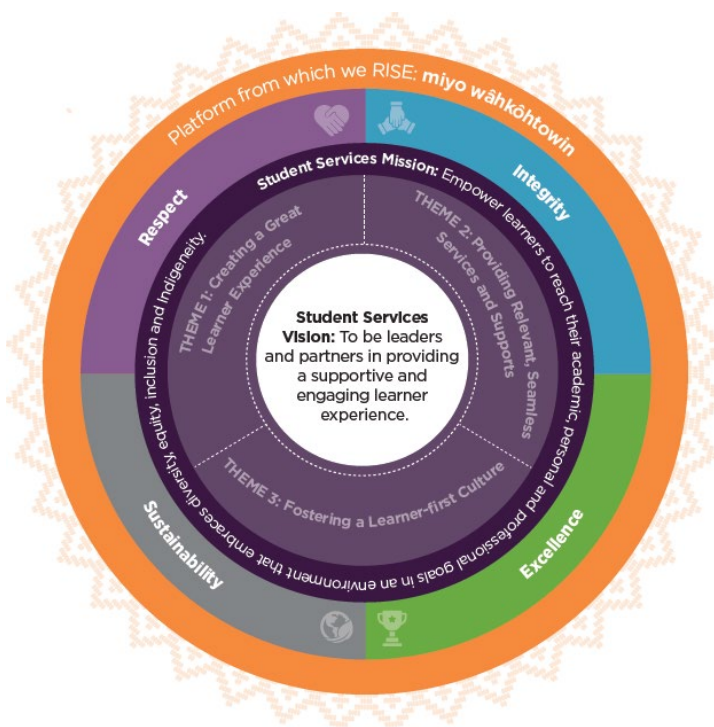 Platform from which we RISE: miyo wâhkôhtowin
Respect
Integrity
Excellence
Sustainability
Student Services Mission: Empower learners to reach their academic, personal and professional goals in an environment that embraces diversity, equity, inclusion and Indigeneity.
THEME 1: Creating a Great
Learner Experience
THEME 2: Providing Relevant, Seamless
Services and Supports
THEME 3: Fostering a Learner-first Culture
Student Services
Vision: To be leaders
and partners in providing
a supportive and
engaging learner
experience.